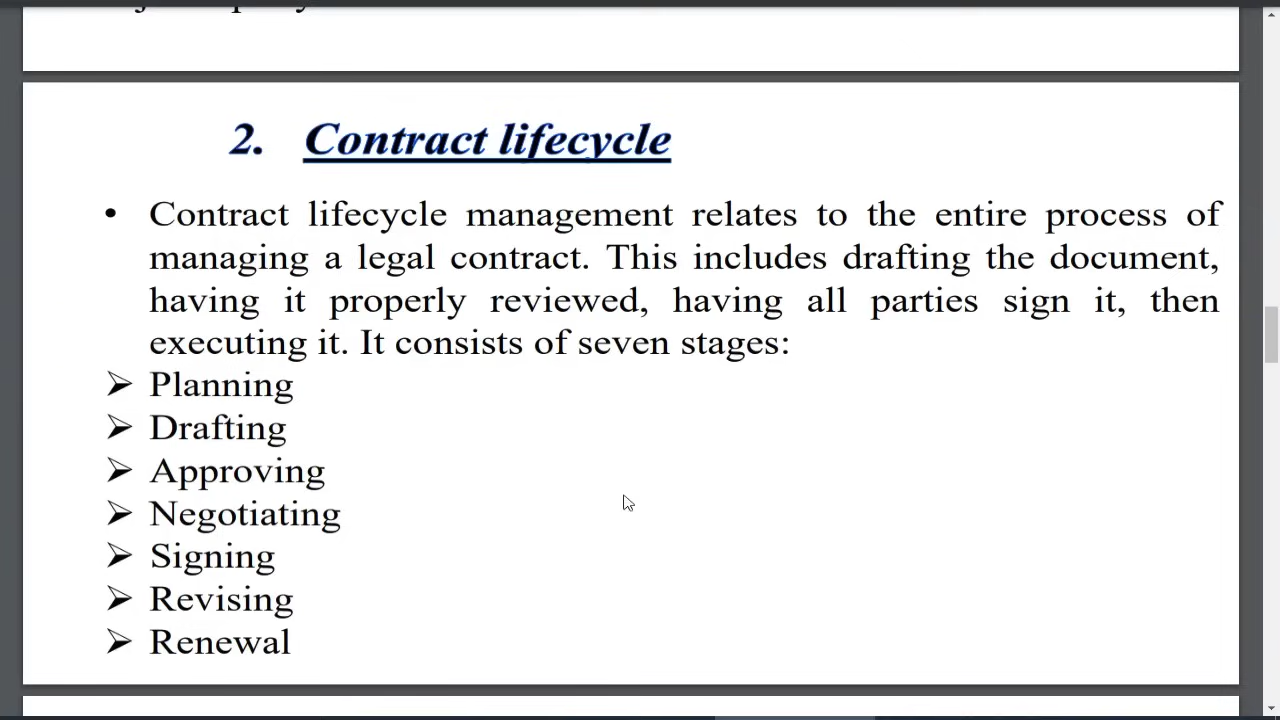 2. Contract lifecycle
• Contract lifecycle management relates to the entire process of
managing a legal contract. This includes drafting the document,
having it properly reviewed, having all parties sign it, then
executing it. It consists of seven stages:
➢ Planning
➢ Drafting
➢ Approving
➢ Negotiating
➢ Signing
➢ Revising
➢ Renewal